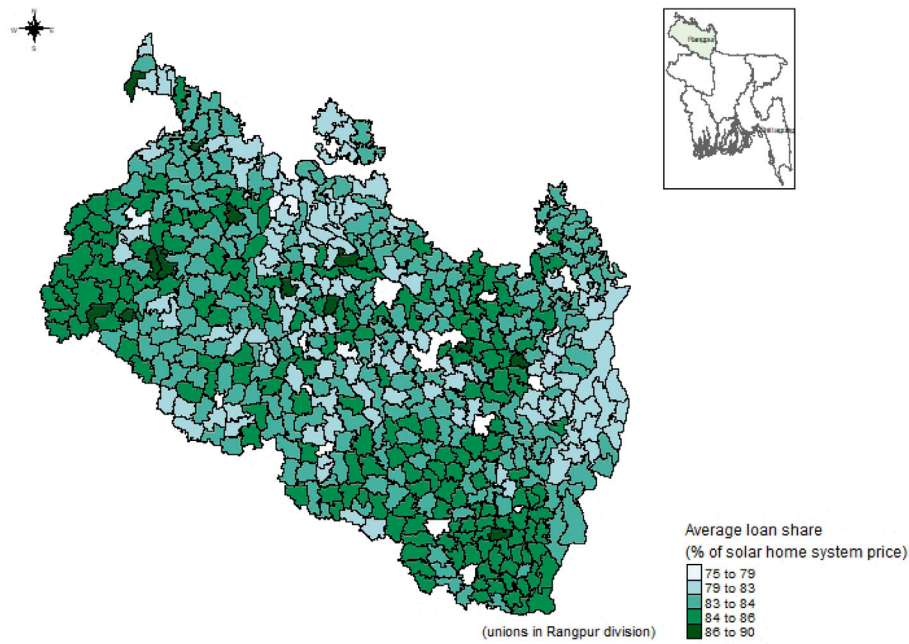 N
W E
S
Rangpur
Average loan share
(% of solar home system price)
75 to 79
79 to 83
83 to 84
84 to 86
86 to 90
(unions in Rangpur division)